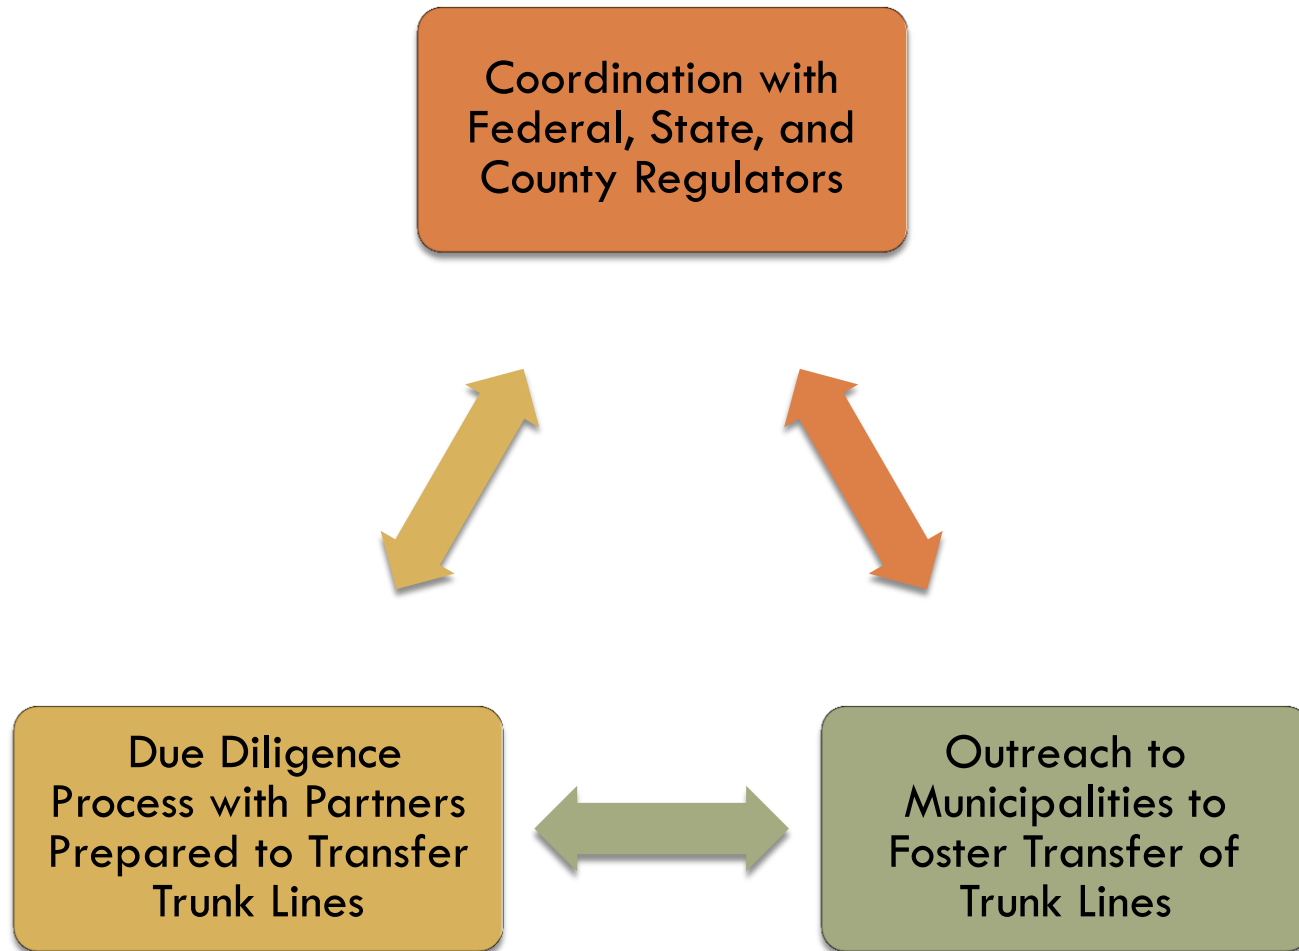 Coordination with
Federal, State, and
County Regulators
Due Diligence
Process with Partners
Prepared to Transfer
Trunk Lines
Outreach to
Municipalities to
Foster Transfer of
Trunk Lines